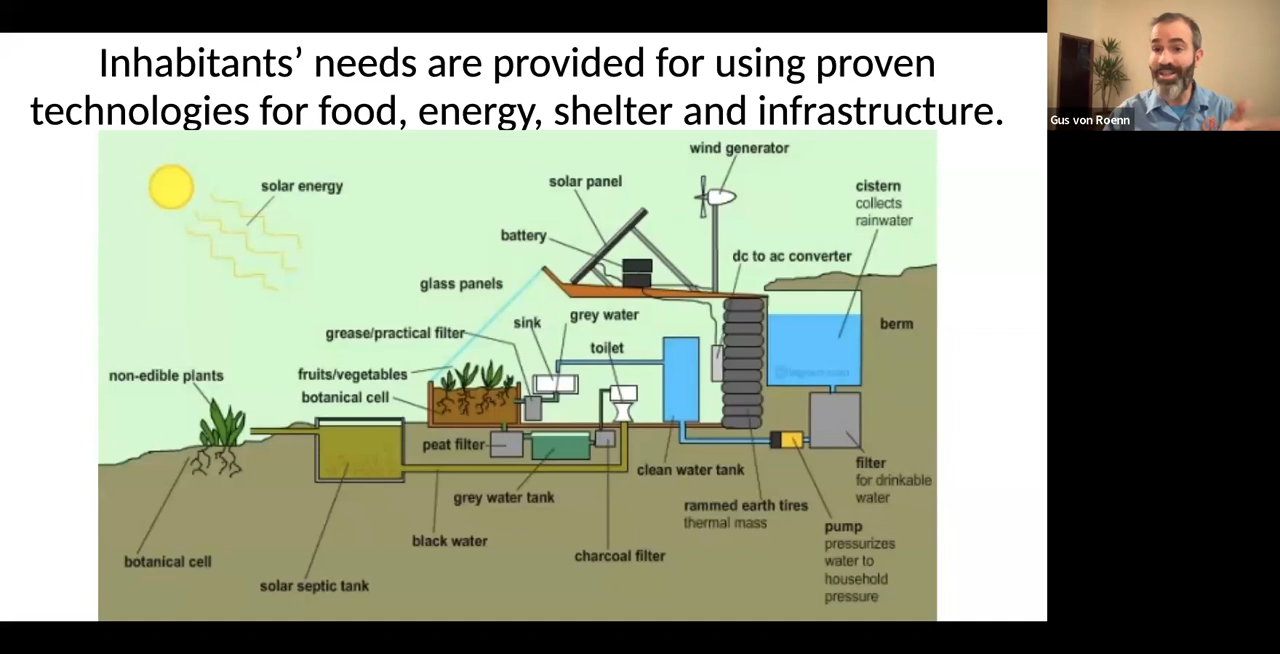 Inhabitants’ needs are provided for using proven
technologies for food, energy, shelter and infrastructure.
Gus von Roenn
wind generator
solar panel
solar energy
cistern
collects
rainwater
battery
dc to ac converter
glass panels
sink
grey water
berm
grease/practical filter
toilet
non-edible plants
fruits/vegetables
botanical cell
peat filter
clean water tank
filter
for drinkable
water
grey water tank
rammed earth tires
thermal mass
pump
pressurizes
water to
household
pressure
black water
charcoal filter
botanical cell
solar septic tank